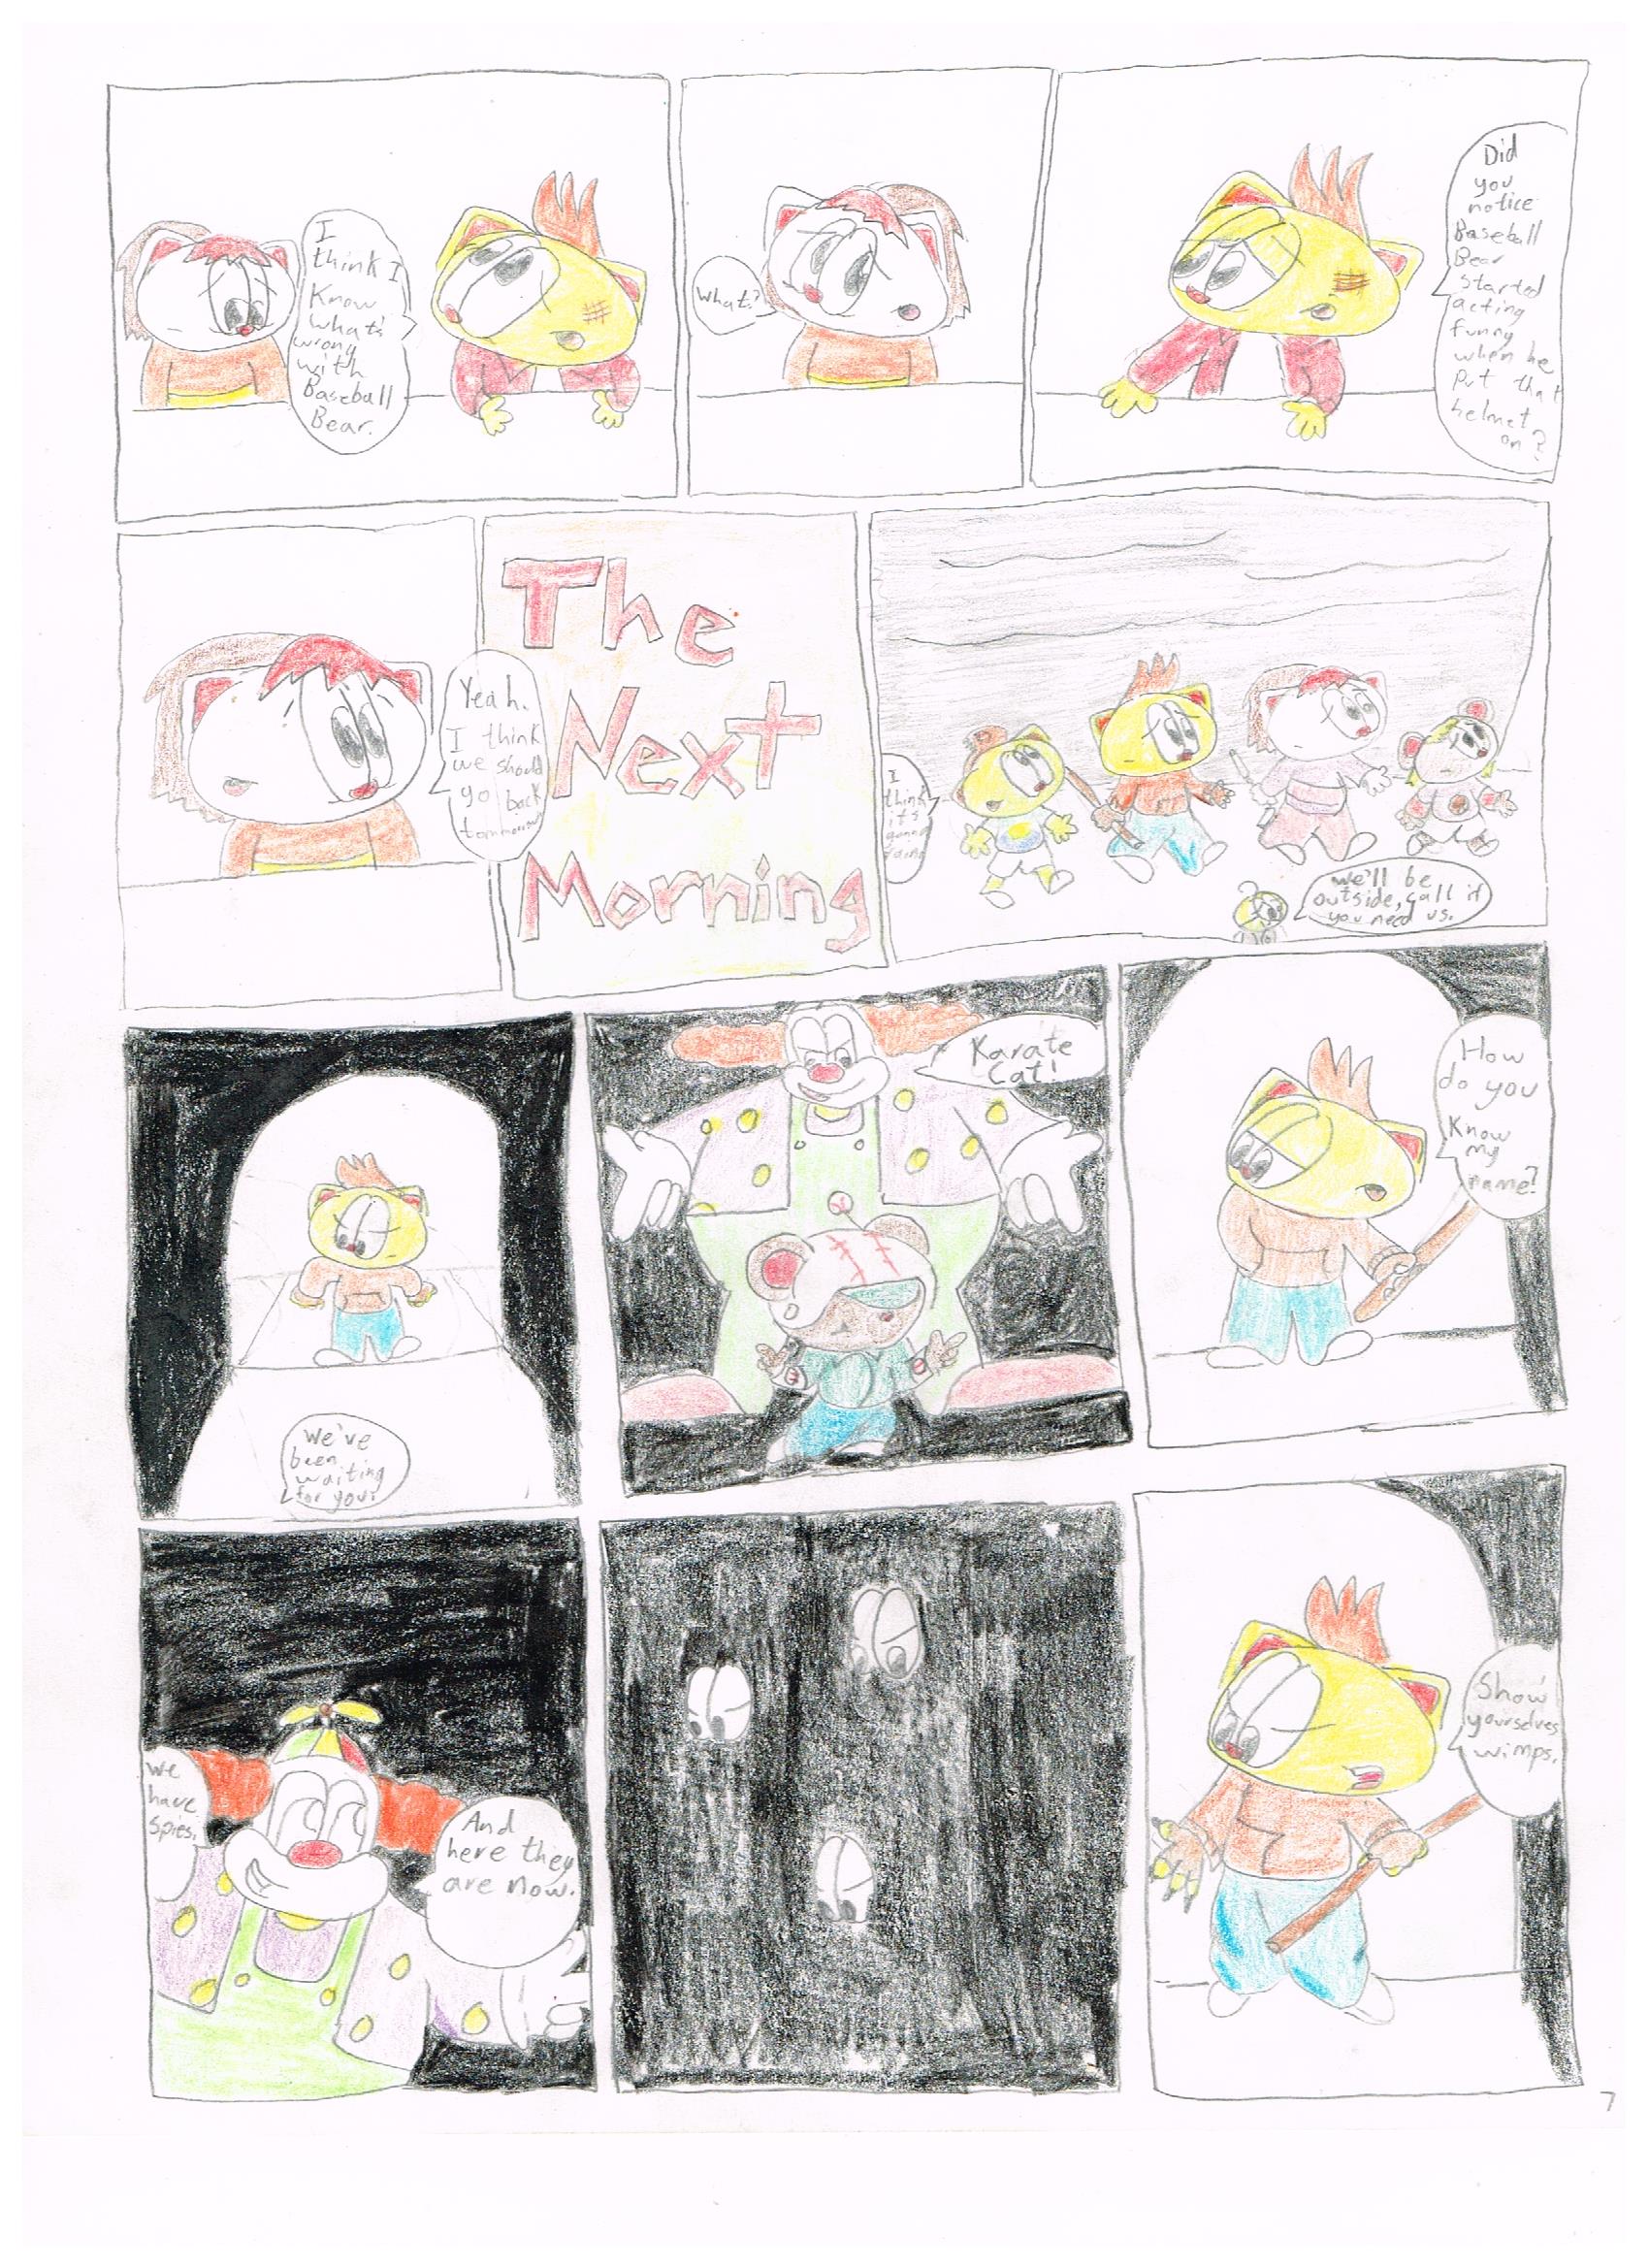 I
think I
Know
what's
wrong
with
Baseball
Bear.
What?
Did
you
notice
Baseball
Bear
started
acting
funny
when he
put that
helmet
on?
Yeah.
I think
we should
go back
tommorrow
The
Next
Morning
I
think
it's
gonna
rain.
We'll be
outside, call if
you need us.
We've
been
waiting
for you.
Karate
Cat!
How
do you
Know
my
name?
We
have
spies.
And
here they
are now.
Show
yourselves
wimps.
7